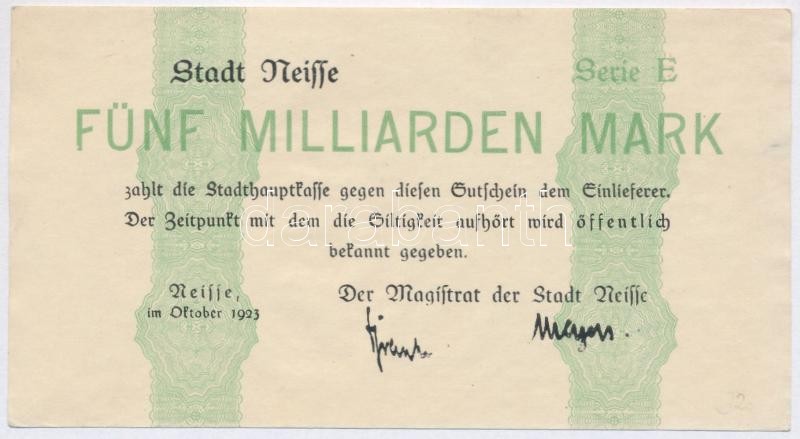 Stadt Neisse
Serie E
FÜNF MILLIARDEN MARK
zahlt die Stadthauptkasse gegen diesen Gutschein dem Einlieferer.
Der Zeitpunkt mit dem die Giltigkeit aufhört wird öffentlich
bekannt gegeben.
Neisse,
im Oktober 1923
Der Magistrat der Stadt Neisse
darabanth